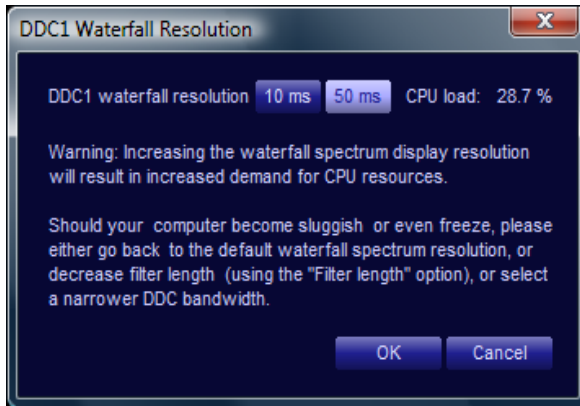 DDC1 Waterfall Resolution
X
DDC1 waterfall resolution 10 ms 50 ms CPU load: 28.7 %
Warning: Increasing the waterfall spectrum display resolution
will result in increased demand for CPU resources.
Should your computer become sluggish or even freeze, please
either go back to the default waterfall spectrum resolution, or
decrease filter length (using the "Filter length" option), or select
a narrower DDC bandwidth.
OK Cancel